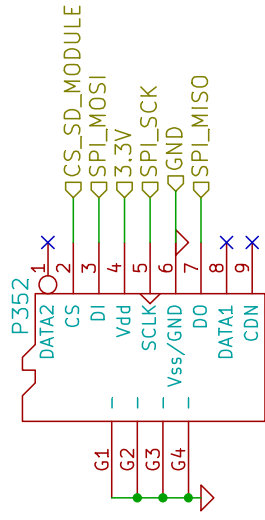 CS_SD_MODULE
SPI_MOSI
3.3V
SPI_SCK
GND
SPI_MISO
1
2
3
4
5
6
7
8
9
P352
DATA2
CS
DI
Vdd
SCLK
Vss/GND
DO
DATA1
CDN
G1
G2
G3
G4